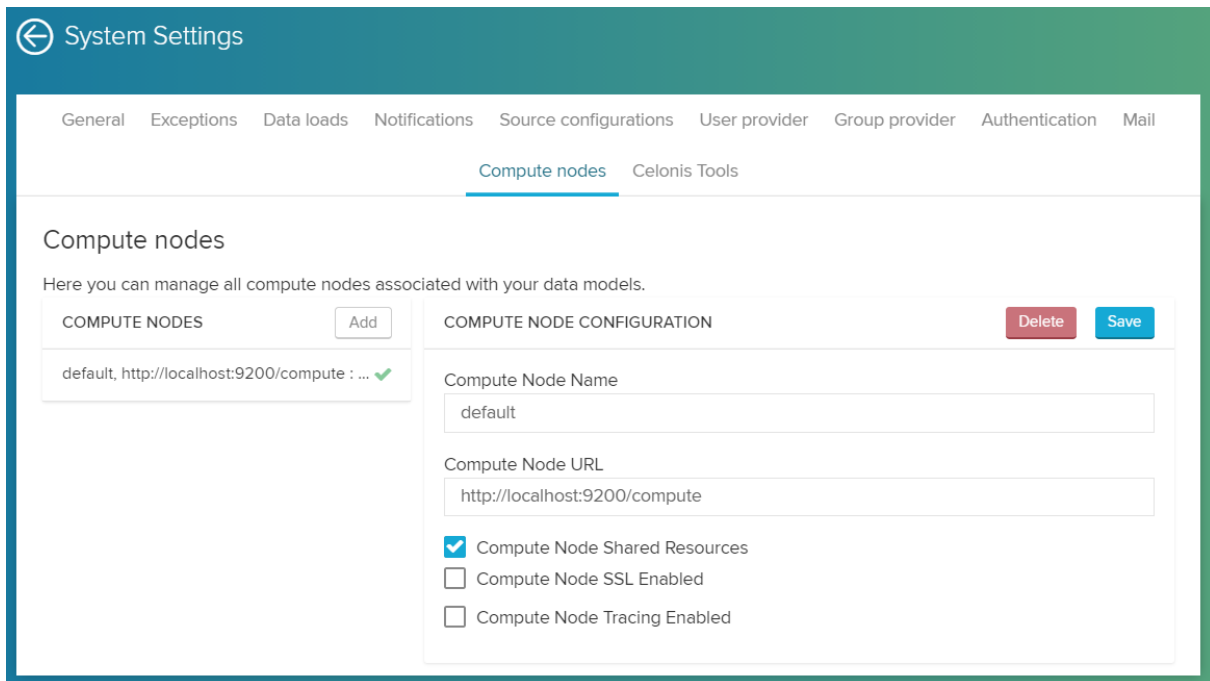 System Settings
General Exceptions Data loads Notifications Source configurations User provider Group provider Authentication Mail
Compute nodes Celonis Tools
Compute nodes
Here you can manage all compute nodes associated with your data models.
COMPUTE NODES Add
default, http://localhost:9200/compute : ...
COMPUTE NODE CONFIGURATION Delete Save
Compute Node Name
default
Compute Node URL
http://localhost:9200/compute
Compute Node Shared Resources
Compute Node SSL Enabled
Compute Node Tracing Enabled